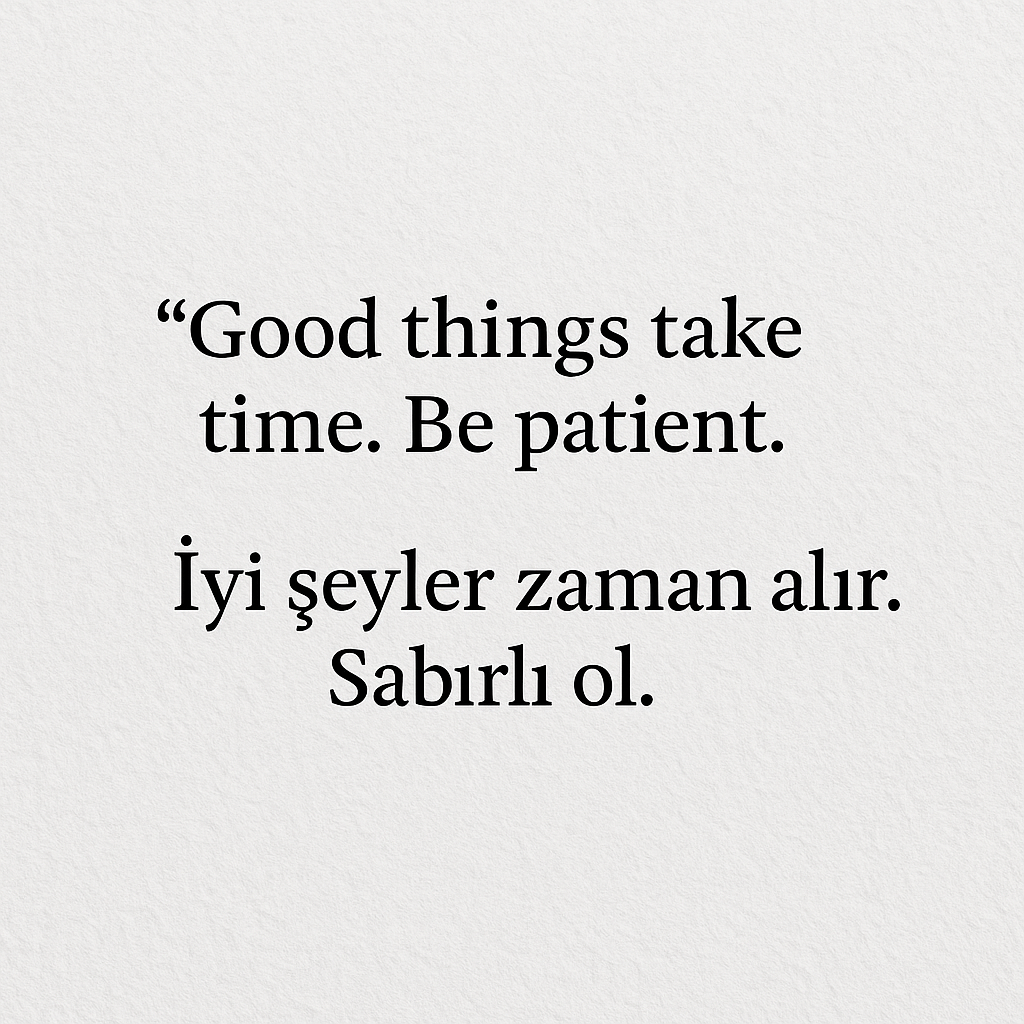 “Good things take
time. Be patient.
İyi şeyler zaman alır.
Sabırlı ol.